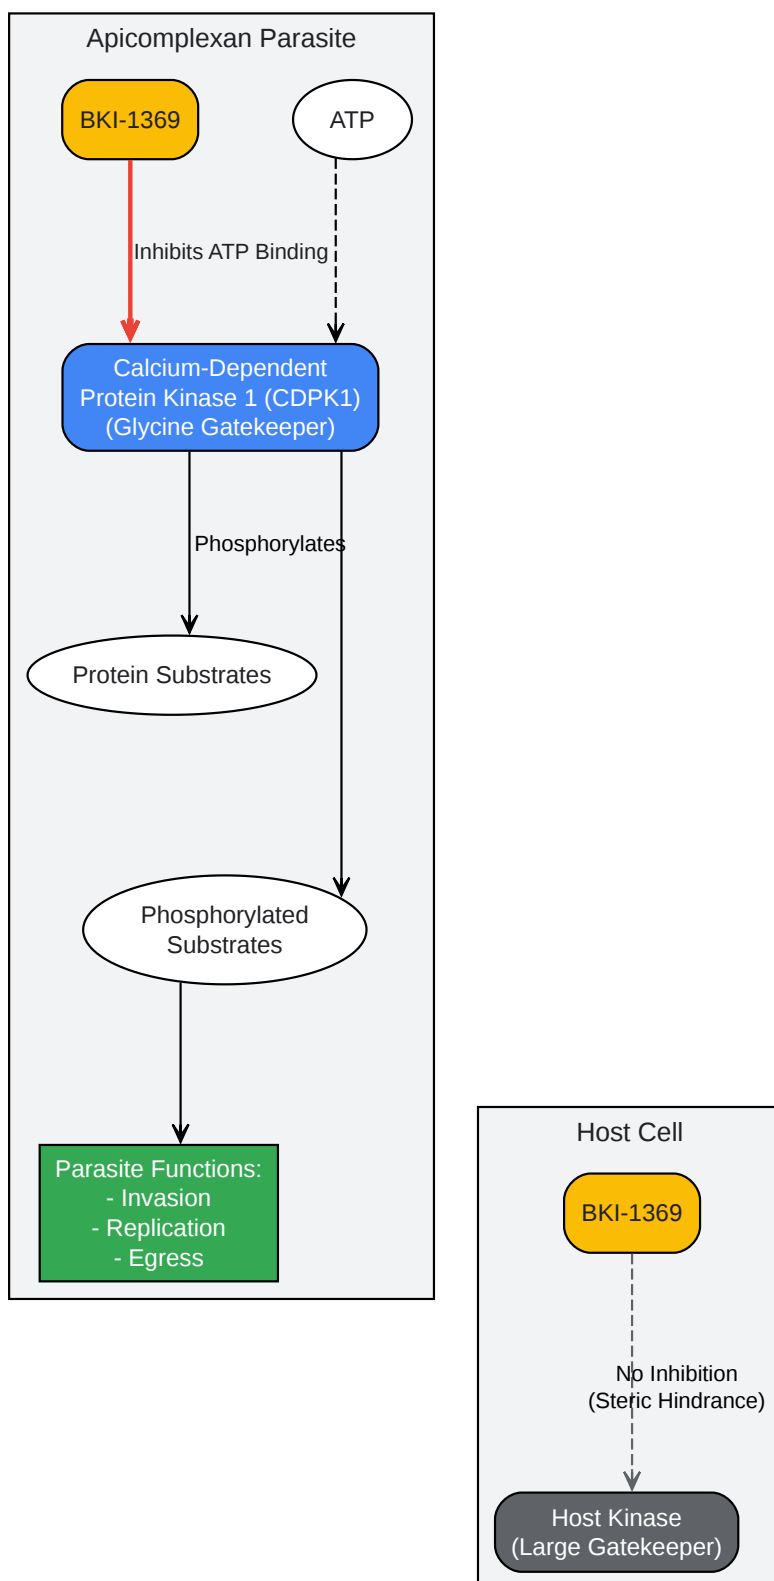 Apicomplexan Parasite
BKI-1369
ATP
Inhibits ATP Binding
Calcium-Dependent
Protein Kinase 1 (CDPK1)
(Glycine Gatekeeper)
Phosphorylates
Protein Substrates
Phosphorylated
Substrates
Parasite Functions:
- Invasion
- Replication
- Egress
Host Cell
BKI-1369
No Inhibition
(Steric Hindrance)
Host Kinase
(Large Gatekeeper)